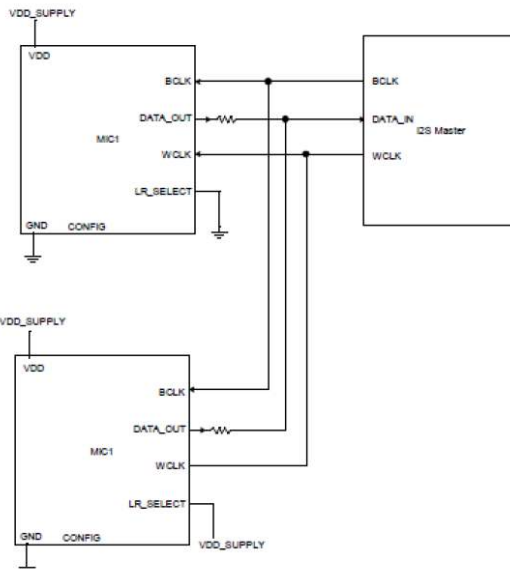 VDD_SUPPLY
VDD
BCLK
DATA_OUT
MIC1
WCLK
LR_SELECT
GND
CONFIG
BCLK
DATA_IN
I2S Master
WCLK
VDD_SUPPLY
VDD
BCLK
DATA_OUT
MIC1
WCLK
LR_SELECT
GND
CONFIG
VDD_SUPPLY